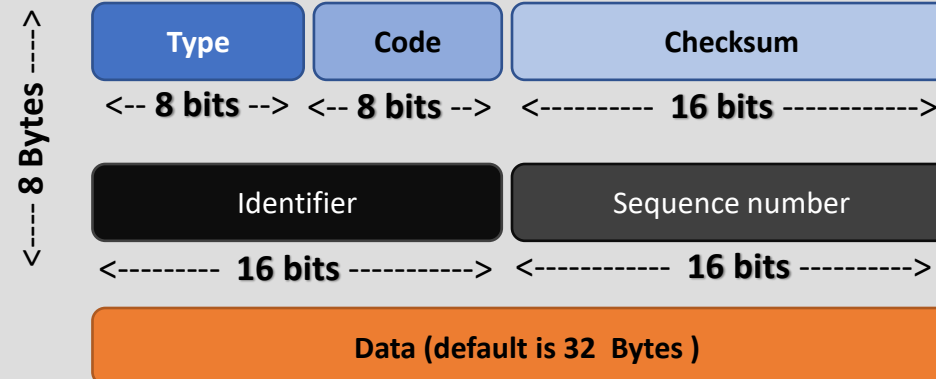 Type Code Checksum
<-- 8 bits --> <-- 8 bits --> <---------- 16 bits ----------->
<----- 8 Bytes ---->
Identifier Sequence number
<--------- 16 bits -----------> <------------ 16 bits ---------->
Data (default is 32 Bytes )